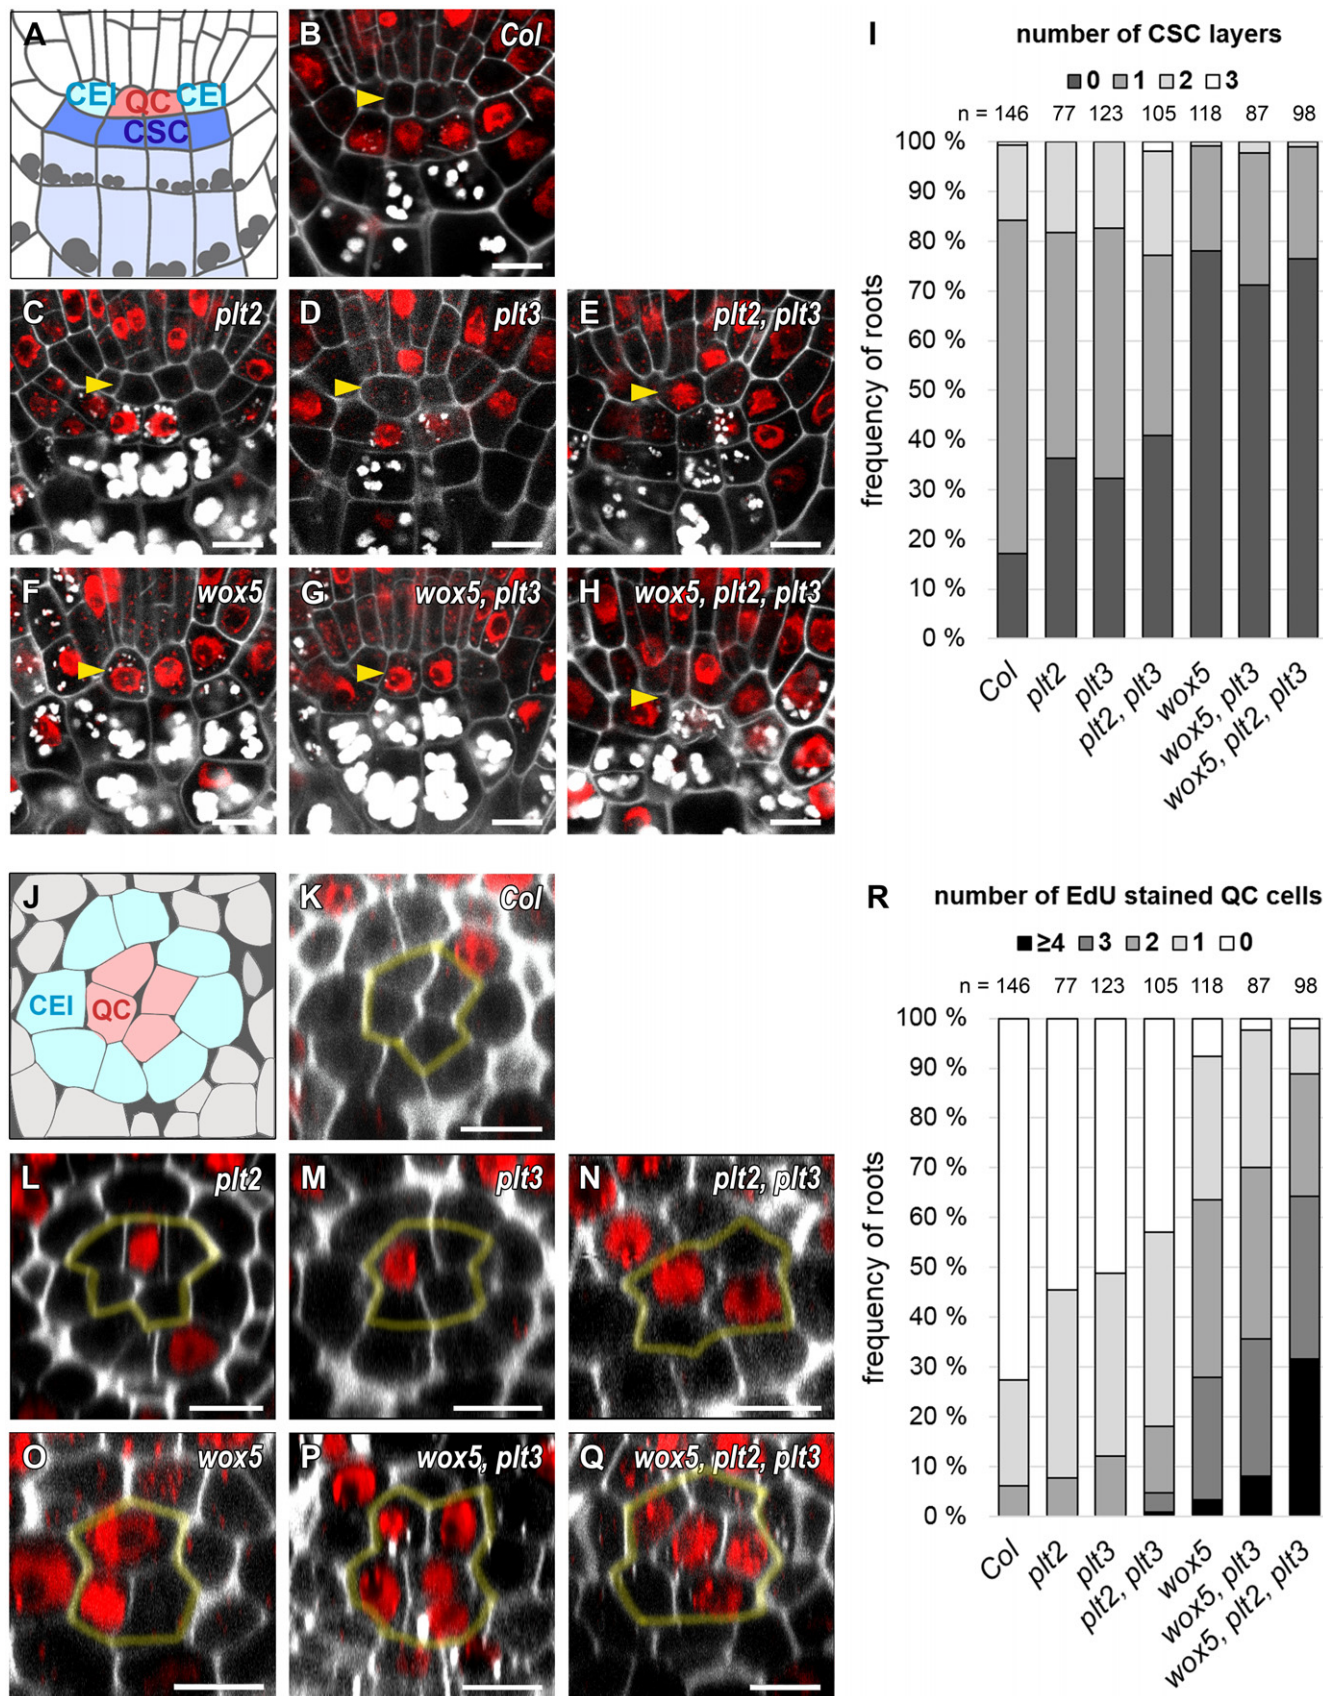 A
CEI QC CEI
CSC
B Col
C plt2
D plt3
E plt2, plt3
F wox5
G wox5, plt3
H wox5, plt2, plt3
I number of CSC layers
0 1 2 3
n = 146 77 123 105 118 87 98
100 %
90 %
80 %
70 %
60 %
50 %
40 %
30 %
20 %
10 %
0 %
frequency of roots
Col
plt2
plt3
plt2, plt3
wox5
wox5, plt3
wox5, plt2, plt3
J
CEI QC
K Col
L plt2
M plt3
N plt2, plt3
O wox5
P wox5, plt3
Q wox5, plt2, plt3
R number of EdU stained QC cells
≥4 3 2 1 0
n = 146 77 123 105 118 87 98
100 %
90 %
80 %
70 %
60 %
50 %
40 %
30 %
20 %
10 %
0 %
frequency of roots
Col
plt2
plt3
plt2, plt3
wox5
wox5, plt3
wox5, plt2, plt3